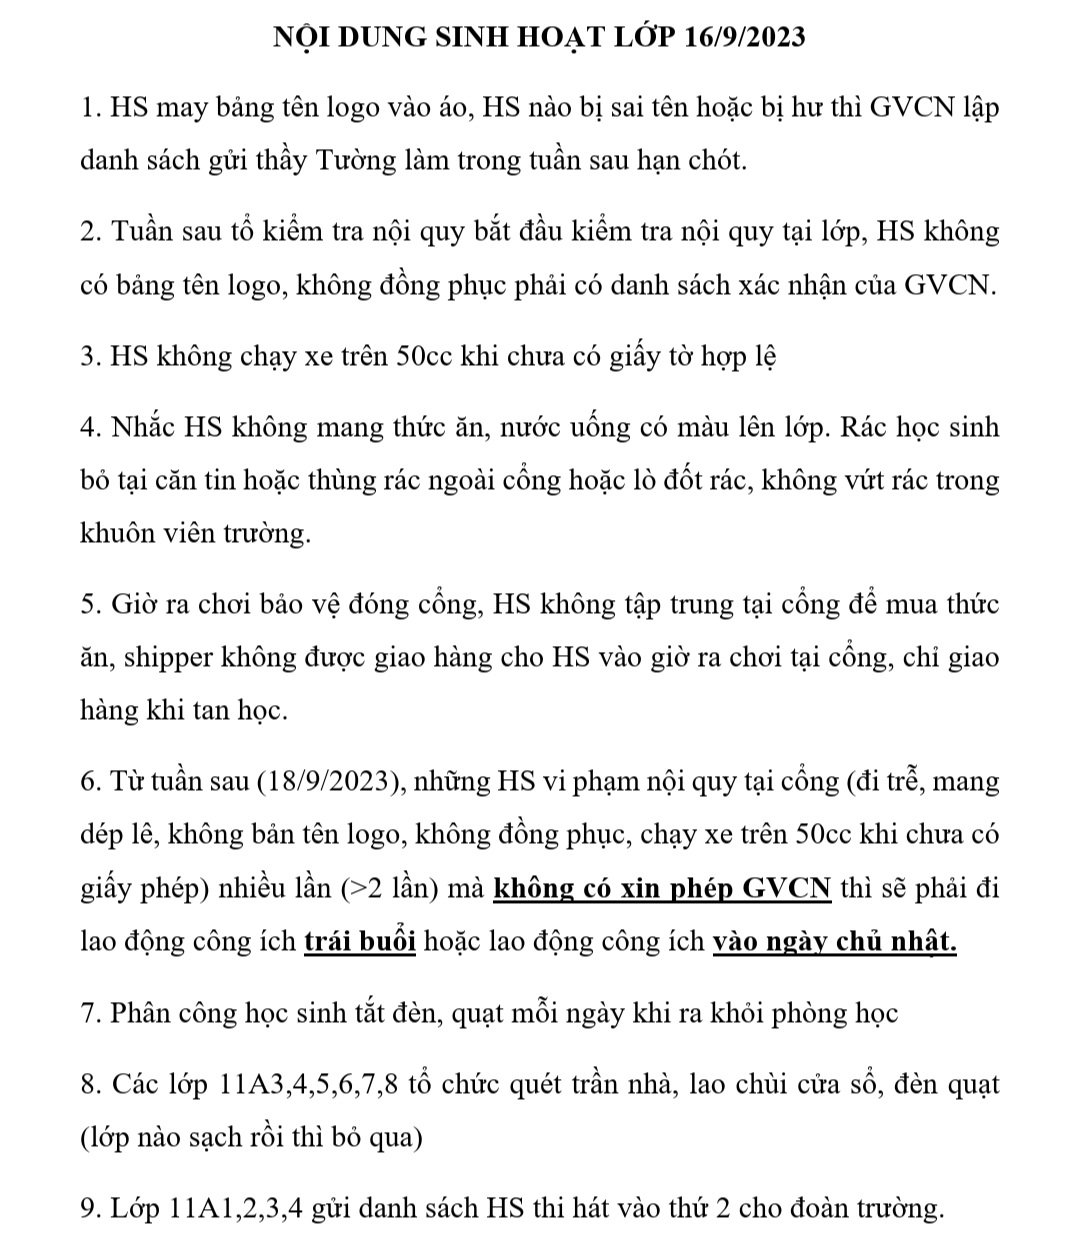 NỘI DUNG SINH HOẠT LỚP 16/9/2023
1. HS may bảng tên logo vào áo, HS nào bị sai tên hoặc bị hư thì GVCN lập
danh sách gửi thầy Tường làm trong tuần sau hạn chót.
2. Tuần sau tổ kiểm tra nội quy bắt đầu kiểm tra nội quy tại lớp, HS không
có bảng tên logo, không đồng phục phải có danh sách xác nhận của GVCN.
3. HS không chạy xe trên 50cc khi chưa có giấy tờ hợp lệ
4. Nhắc HS không mang thức ăn, nước uống có màu lên lớp. Rác học sinh
bỏ tại căn tin hoặc thùng rác ngoài cổng hoặc lò đốt rác, không vứt rác trong
khuôn viên trường.
5. Giờ ra chơi bảo vệ đóng cổng, HS không tập trung tại cổng để mua thức
ăn, shipper không được giao hàng cho HS vào giờ ra chơi tại cổng, chỉ giao
hàng khi tan học.
6. Từ tuần sau (18/9/2023), những HS vi phạm nội quy tại cổng (đi trễ, mang
dép lê, không bản tên logo, không đồng phục, chạy xe trên 50cc khi chưa có
giấy phép) nhiều lần (>2 lần) mà không có xin phép GVCN thì sẽ phải đi
lao động công ích trái buổi hoặc lao động công ích vào ngày chủ nhật.
7. Phân công học sinh tắt đèn, quạt mỗi ngày khi ra khỏi phòng học
8. Các lớp 11A3,4,5,6,7,8 tổ chức quét trần nhà, lao chùi cửa sổ, đèn quạt
(lớp nào sạch rồi thì bỏ qua)
9. Lớp 11A1,2,3,4 gửi danh sách HS thi hát vào thứ 2 cho đoàn trường.